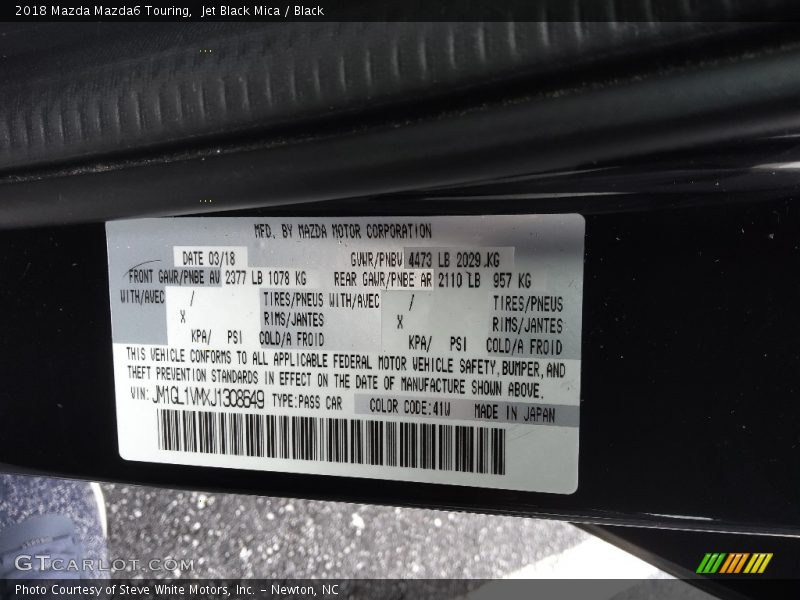 2018 Mazda Mazda6 Touring,  Jet Black Mica / Black
MFD. BY MAZDA MOTOR CORPORATION
DATE 03/18 GVWR/PNBV 4473 LB 2029 KG
FRONT GAWR/PNBE AV 2377 LB 1078 KG REAR GAWR/PNBE AR 2110 LB 957 KG
WITH/AVEC / TIRES/PNEUS WITH/AVEC / TIRES/PNEUS
X RIMS/JANTES X RIMS/JANTES
KPA/ PSI COLD/A FROID KPA/ PSI COLD/A FROID
THIS VEHICLE CONFORMS TO ALL APPLICABLE FEDERAL MOTOR VEHICLE SAFETY, BUMPER, AND
THEFT PREVENTION STANDARDS IN EFFECT ON THE DATE OF MANUFACTURE SHOWN ABOVE.
VIN: JM1GL1VMXJ1308649 TYPE:PASS CAR COLOR CODE:41W MADE IN JAPAN
GTCarLot.com
Photo Courtesy of Steve White Motors, Inc. – Newton, NC